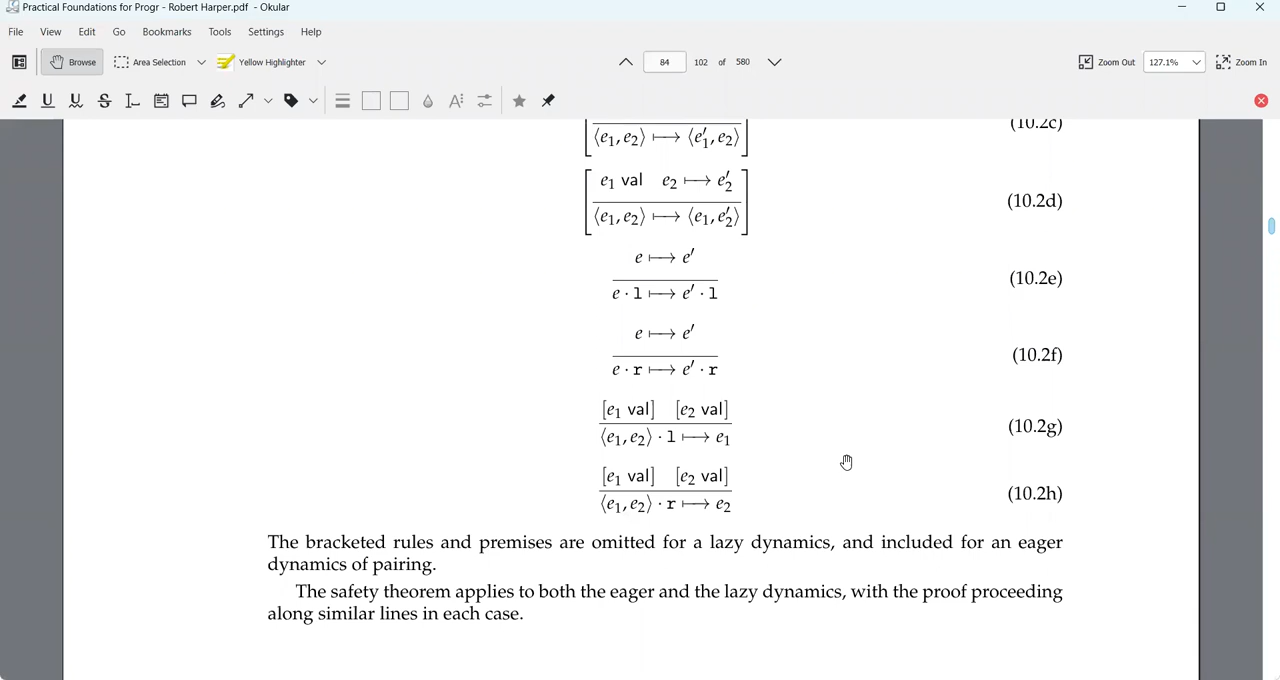 Practical Foundations for Progr - Robert Harper.pdf - Okular
File View Edit Go Bookmarks Tools Settings Help
Browse Area Selection Yellow Highlighter 84 102 of 580 Zoom Out 127.1% Zoom In
⟨e₁, e₂⟩ ⟼ ⟨e₁′, e₂⟩ (10.2c)
e₁ val e₂ ⟼ e₂′
⟨e₁, e₂⟩ ⟼ ⟨e₁, e₂′⟩ (10.2d)
e ⟼ e′
e · l ⟼ e′ · l (10.2e)
e ⟼ e′
e · r ⟼ e′ · r (10.2f)
[e₁ val] [e₂ val]
⟨e₁, e₂⟩ · l ⟼ e₁ (10.2g)
[e₁ val] [e₂ val]
⟨e₁, e₂⟩ · r ⟼ e₂ (10.2h)
The bracketed rules and premises are omitted for a lazy dynamics, and included for an eager
dynamics of pairing.
The safety theorem applies to both the eager and the lazy dynamics, with the proof proceeding
along similar lines in each case.